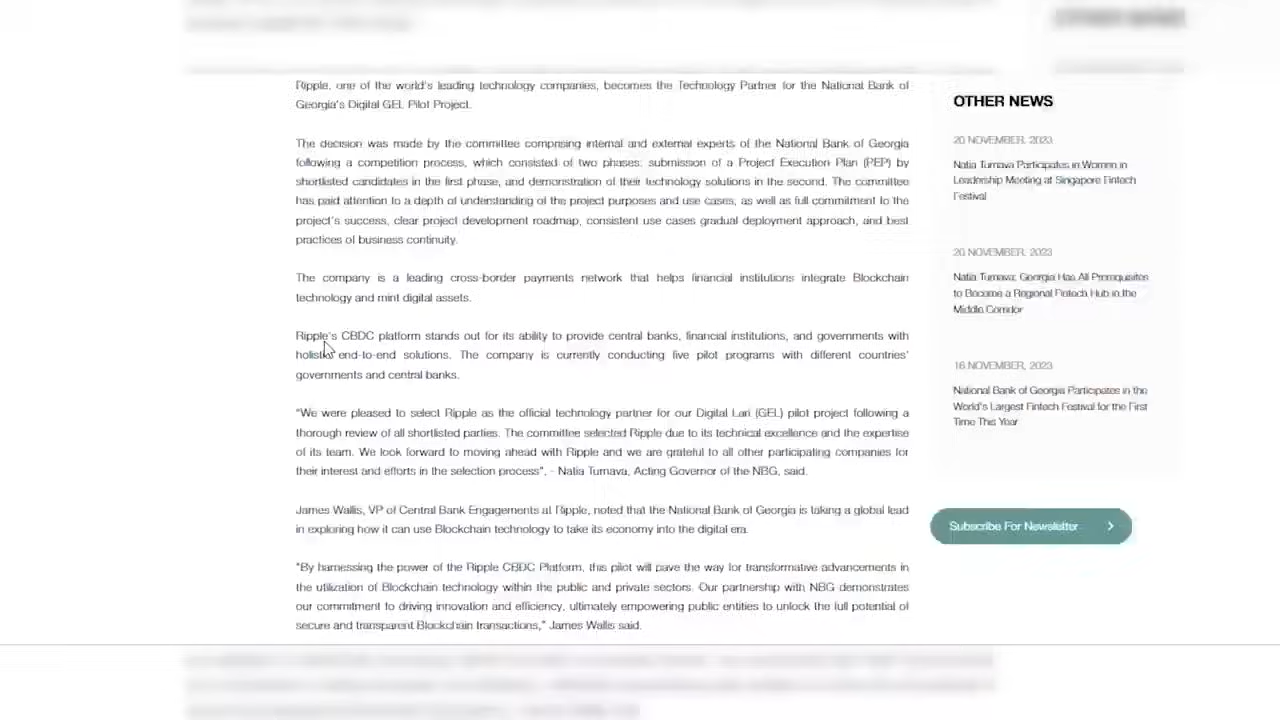 Ripple, one of the world's leading technology companies, becomes the Technology Partner for the National Bank of
Georgia's Digital GEL Pilot Project.
The decision was made by the committee comprising internal and external experts of the National Bank of Georgia
following a competition process, which consisted of two phases: submission of a Project Execution Plan (PEP) by
shortlisted candidates in the first phase, and demonstration of their technology solutions in the second. The committee
has paid attention to a depth of understanding of the project purposes and use cases, as well as full commitment to the
project's success, clear project development roadmap, consistent use cases gradual deployment approach, and best
practices of business continuity.
The company is a leading cross-border payments network that helps financial institutions integrate Blockchain
technology and mint digital assets.
Ripple's CBDC platform stands out for its ability to provide central banks, financial institutions, and governments with
holistic end-to-end solutions. The company is currently conducting five pilot programs with different countries'
governments and central banks.
"We were pleased to select Ripple as the official technology partner for our Digital Lari (GEL) pilot project following a
thorough review of all shortlisted parties. The committee selected Ripple due to its technical excellence and the expertise
of its team. We look forward to moving ahead with Ripple and we are grateful to all other participating companies for
their interest and efforts in the selection process", - Natia Turnava, Acting Governor of the NBG, said.
James Wallis, VP of Central Bank Engagements at Ripple, noted that the National Bank of Georgia is taking a global lead
in exploring how it can use Blockchain technology to take its economy into the digital era.
"By harnessing the power of the Ripple CBDC Platform, this pilot will pave the way for transformative advancements in
the utilization of Blockchain technology within the public and private sectors. Our partnership with NBG demonstrates
our commitment to driving innovation and efficiency, ultimately empowering public entities to unlock the full potential of
secure and transparent Blockchain transactions," James Wallis said.
OTHER NEWS
20 NOVEMBER, 2023
Natia Turnava Participates in Women in
Leadership Meeting at Singapore Fintech
Festival
20 NOVEMBER, 2023
Natia Turnava: Georgia Has All Prerequisites
to Become a Regional Fintech Hub in the
Middle Corridor
16 NOVEMBER, 2023
National Bank of Georgia Participates in the
World's Largest Fintech Festival for the First
Time This Year
Subscribe For Newsletter